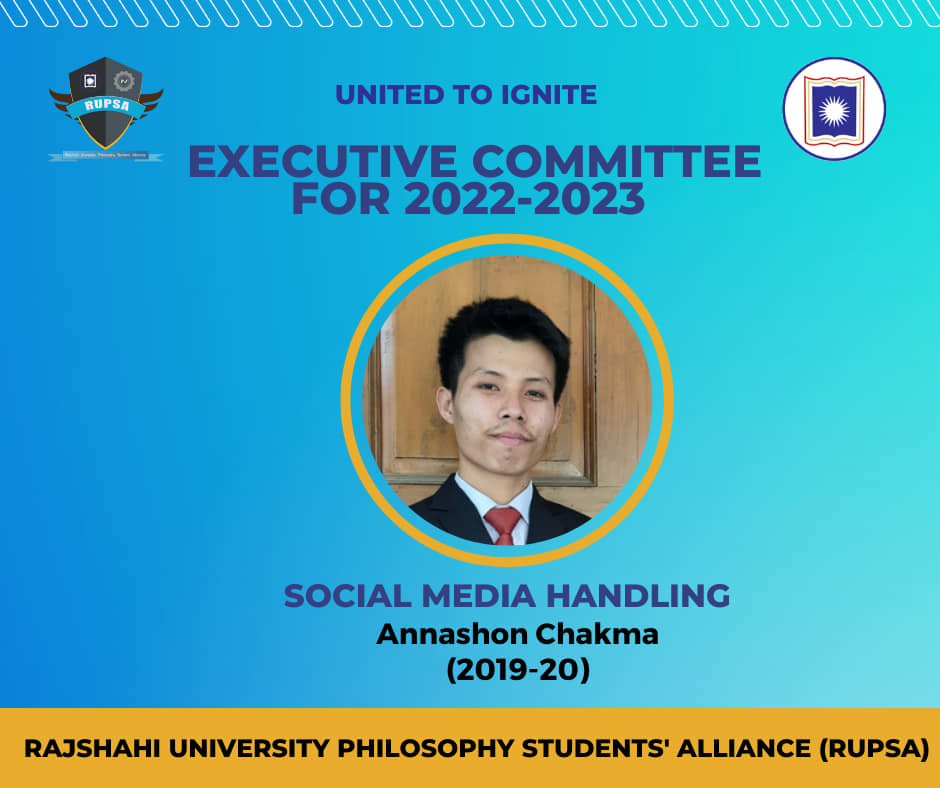 RUPSA
UNITED TO IGNITE
EXECUTIVE COMMITTEE
FOR 2022-2023
SOCIAL MEDIA HANDLING
Annashon Chakma
(2019-20)
RAJSHAHI UNIVERSITY PHILOSOPHY STUDENTS' ALLIANCE (RUPSA)